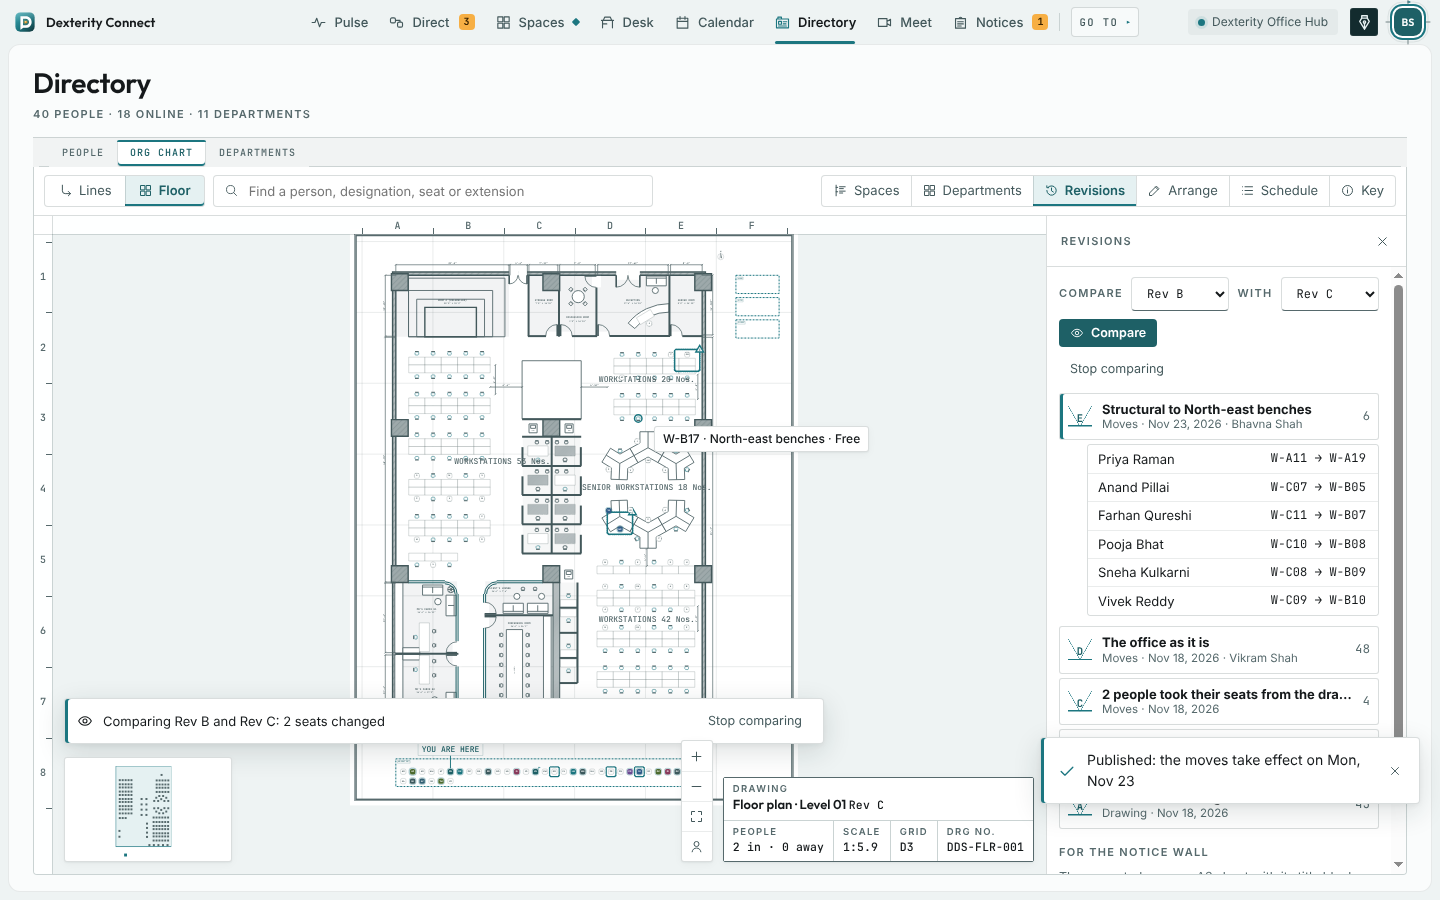 Dexterity Connect
Pulse
Direct 3
Spaces
Desk
Calendar
Directory
Meet
Notices 1
GO TO
Dexterity Office Hub
BS
Directory
40 PEOPLE · 18 ONLINE · 11 DEPARTMENTS
PEOPLE
ORG CHART
DEPARTMENTS
Lines
Floor
Find a person, designation, seat or extension
Spaces
Departments
Revisions
Arrange
Schedule
Key
A B C D E F
1
2
3
4
5
6
7
8
WORKSTATIONS 20 Nos.
W-B17 · North-east benches · Free
WORKSTATIONS 56 Nos.
SENIOR WORKSTATIONS 18 Nos.
WORKSTATIONS 42 Nos.
Comparing Rev B and Rev C: 2 seats changed
Stop comparing
YOU ARE HERE
DRAWING
Floor plan · Level 01 Rev C
PEOPLE
2 in · 0 away
SCALE
1:5.9
GRID
D3
DRG NO.
DDS-FLR-001
REVISIONS
COMPARE Rev B WITH Rev C
Compare
Stop comparing
E
Structural to North-east benches
Moves · Nov 23, 2026 · Bhavna Shah
6
Priya Raman W-A11 → W-A19
Anand Pillai W-C07 → W-B05
Farhan Qureshi W-C11 → W-B07
Pooja Bhat W-C10 → W-B08
Sneha Kulkarni W-C08 → W-B09
Vivek Reddy W-C09 → W-B10
D
The office as it is
Moves · Nov 18, 2026 · Vikram Shah
48
C
2 people took their seats from the dra...
Moves · Nov 18, 2026
4
Published: the moves take effect on Mon,
Nov 23
Drawing · Nov 18, 2026
FOR THE NOTICE WALL